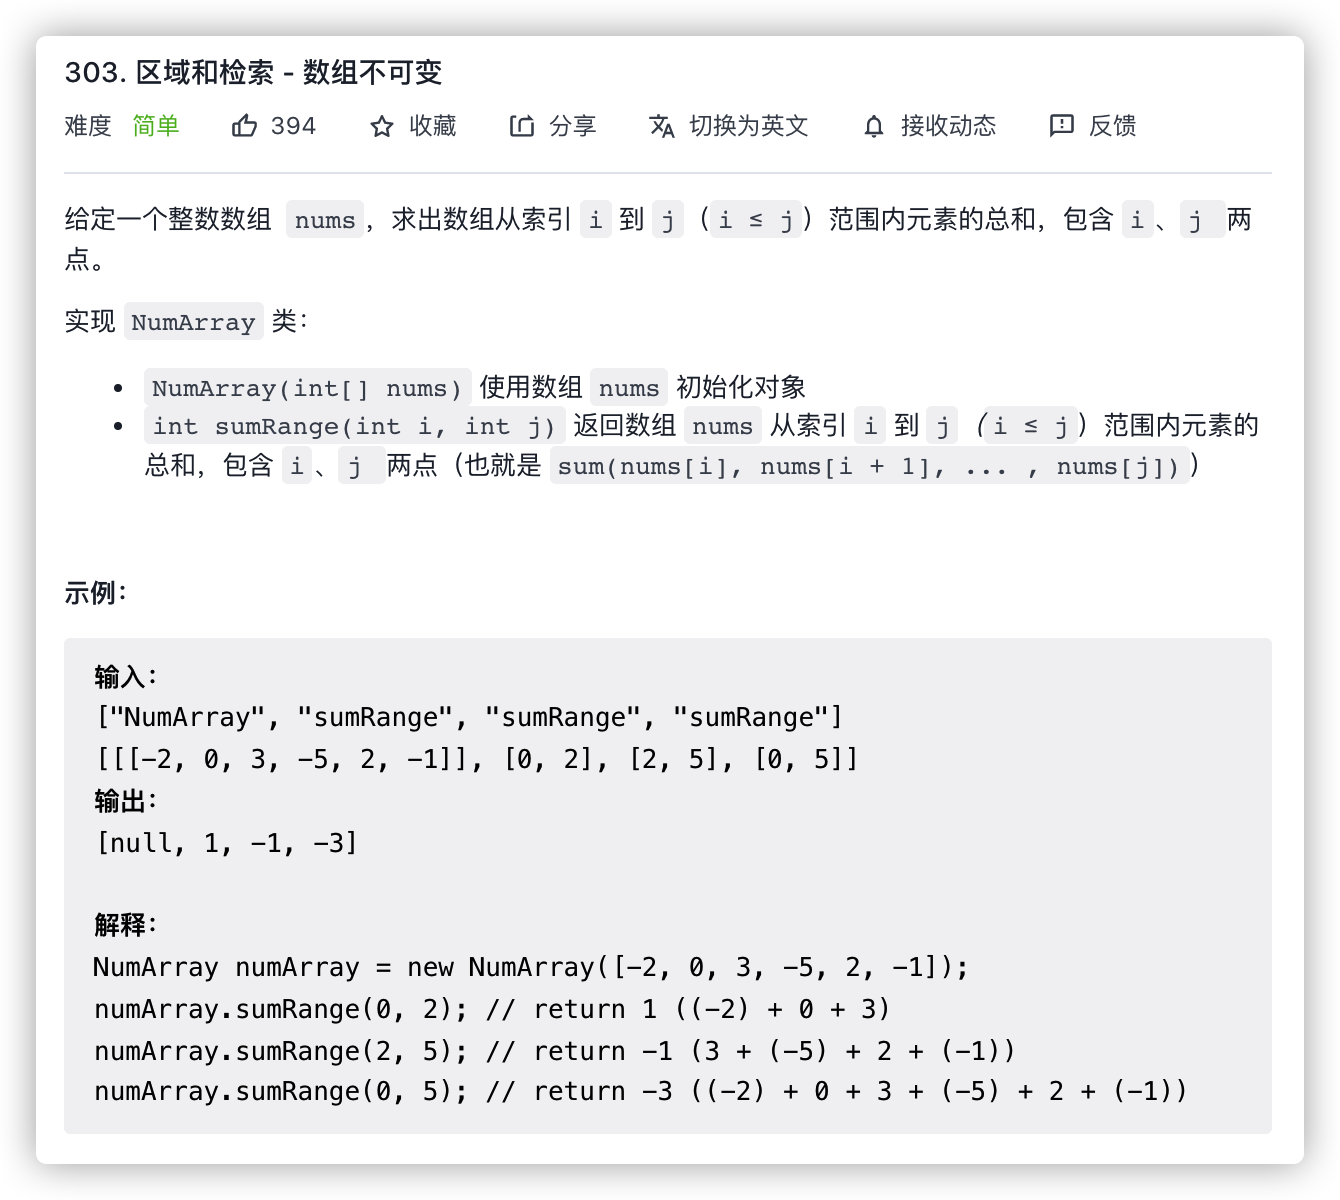 303. 区域和检索 - 数组不可变
难度 简单 394 收藏 分享 切换为英文 接收动态 反馈
给定一个整数数组 nums，求出数组从索引 i 到 j（i ≤ j）范围内元素的总和，包含 i、j 两
点。
实现 NumArray 类：
• NumArray(int[] nums) 使用数组 nums 初始化对象
• int sumRange(int i, int j) 返回数组 nums 从索引 i 到 j（i ≤ j）范围内元素的
总和，包含 i、j 两点（也就是 sum(nums[i], nums[i + 1], ... , nums[j])）
示例：
输入：
["NumArray", "sumRange", "sumRange", "sumRange"]
[[[-2, 0, 3, -5, 2, -1]], [0, 2], [2, 5], [0, 5]]
输出：
[null, 1, -1, -3]
解释：
NumArray numArray = new NumArray([-2, 0, 3, -5, 2, -1]);
numArray.sumRange(0, 2); // return 1 ((-2) + 0 + 3)
numArray.sumRange(2, 5); // return -1 (3 + (-5) + 2 + (-1))
numArray.sumRange(0, 5); // return -3 ((-2) + 0 + 3 + (-5) + 2 + (-1))